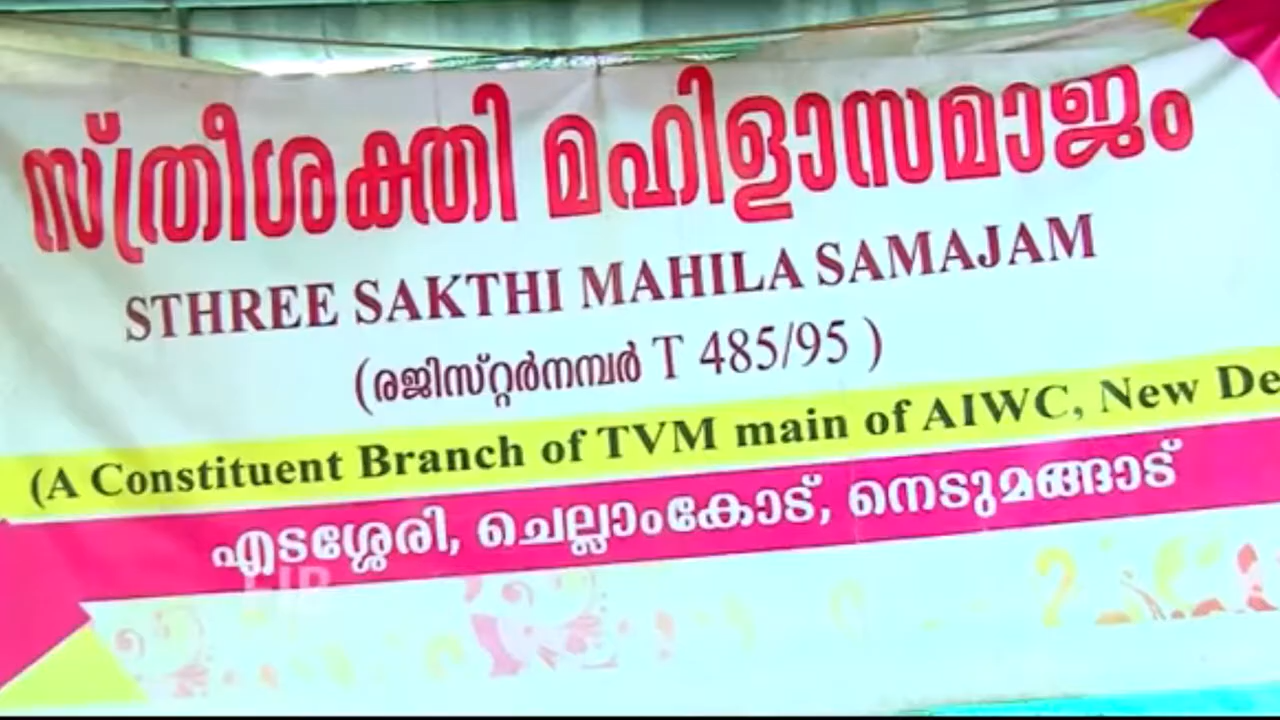 സ്ത്രീശക്തി മഹിളാസമാജം
STHREE SAKTHI MAHILA SAMAJAM
(രജിസ്റ്റർനമ്പർ T 485/95 )
(A Constituent Branch of TVM main of AIWC, New De
എടശ്ശേരി, ചെല്ലാംകോട്, നെടുമങ്ങാട്